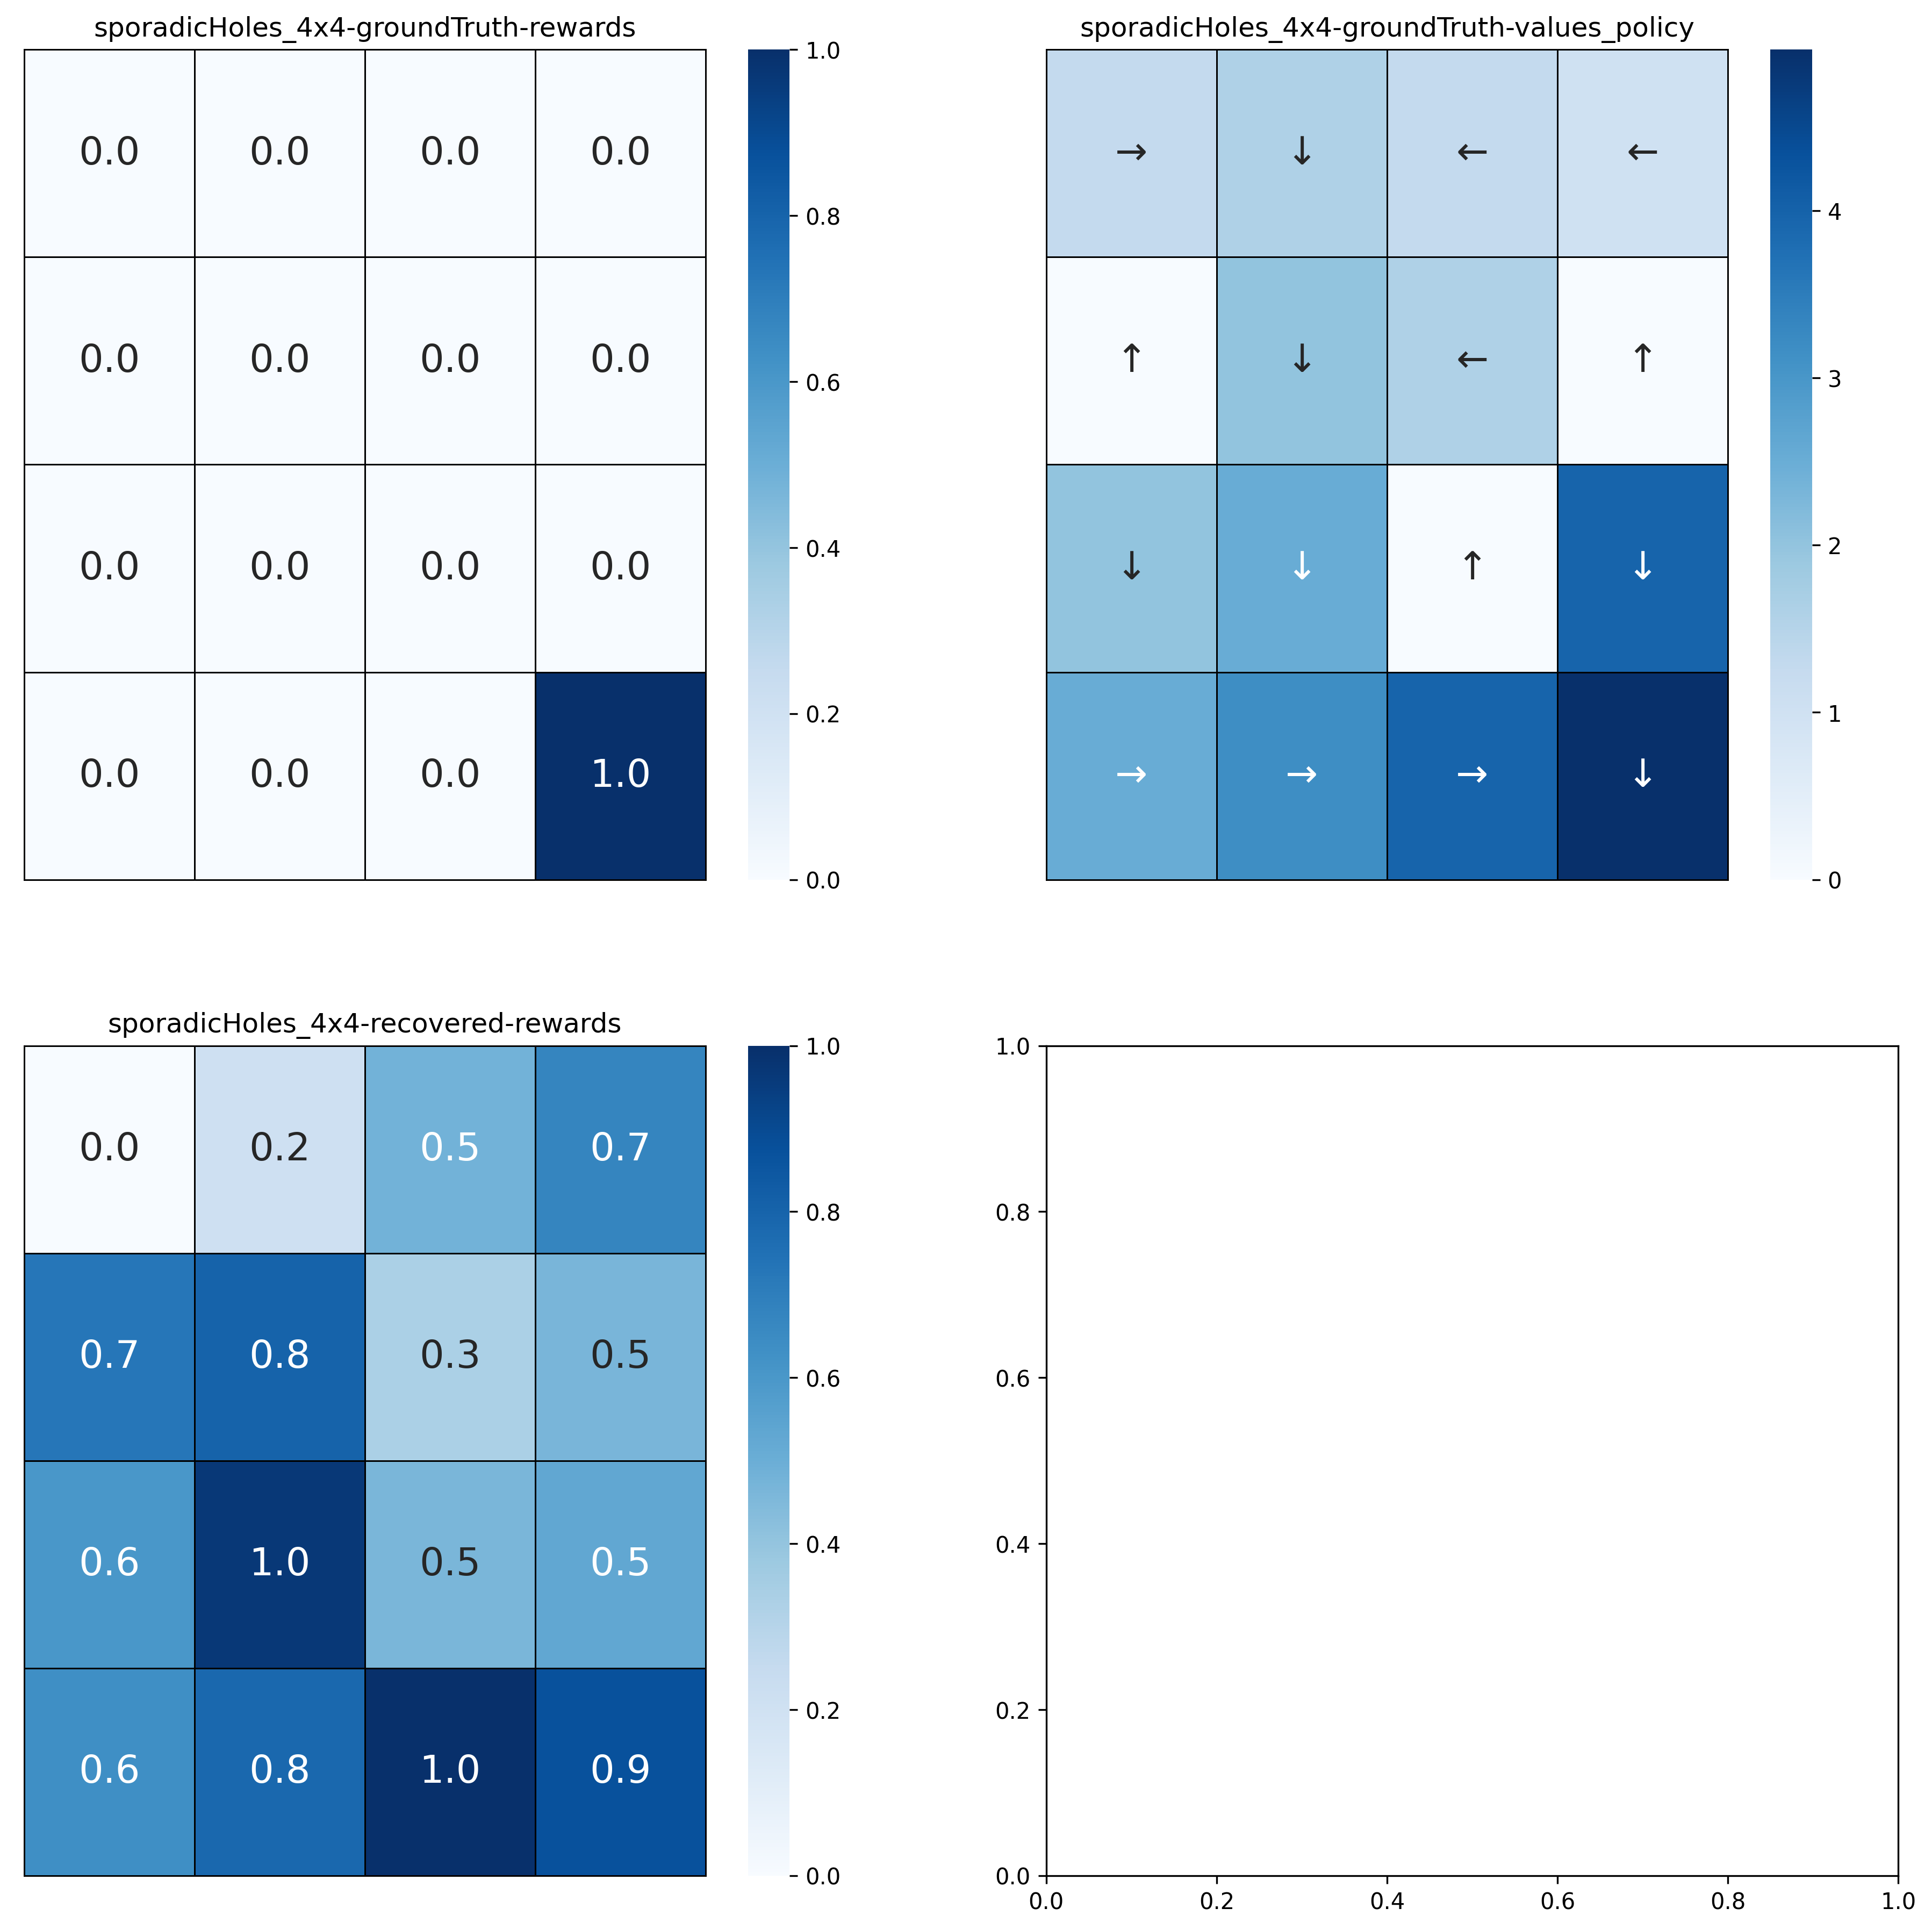 sporadicHoles_4x4-groundTruth-rewards
0.0 0.0 0.0 0.0
0.0 0.0 0.0 0.0
0.0 0.0 0.0 0.0
0.0 0.0 0.0 1.0
1.0
0.8
0.6
0.4
0.2
0.0
sporadicHoles_4x4-groundTruth-values_policy
→ ↓ ← ←
↑ ↓ ← ↑
↓ ↓ ↑ ↓
→ → → ↓
4
3
2
1
0
sporadicHoles_4x4-recovered-rewards
0.0 0.2 0.5 0.7
0.7 0.8 0.3 0.5
0.6 1.0 0.5 0.5
0.6 0.8 1.0 0.9
1.0
0.8
0.6
0.4
0.2
0.0
1.0
0.8
0.6
0.4
0.2
0.0
0.0 0.2 0.4 0.6 0.8 1.0